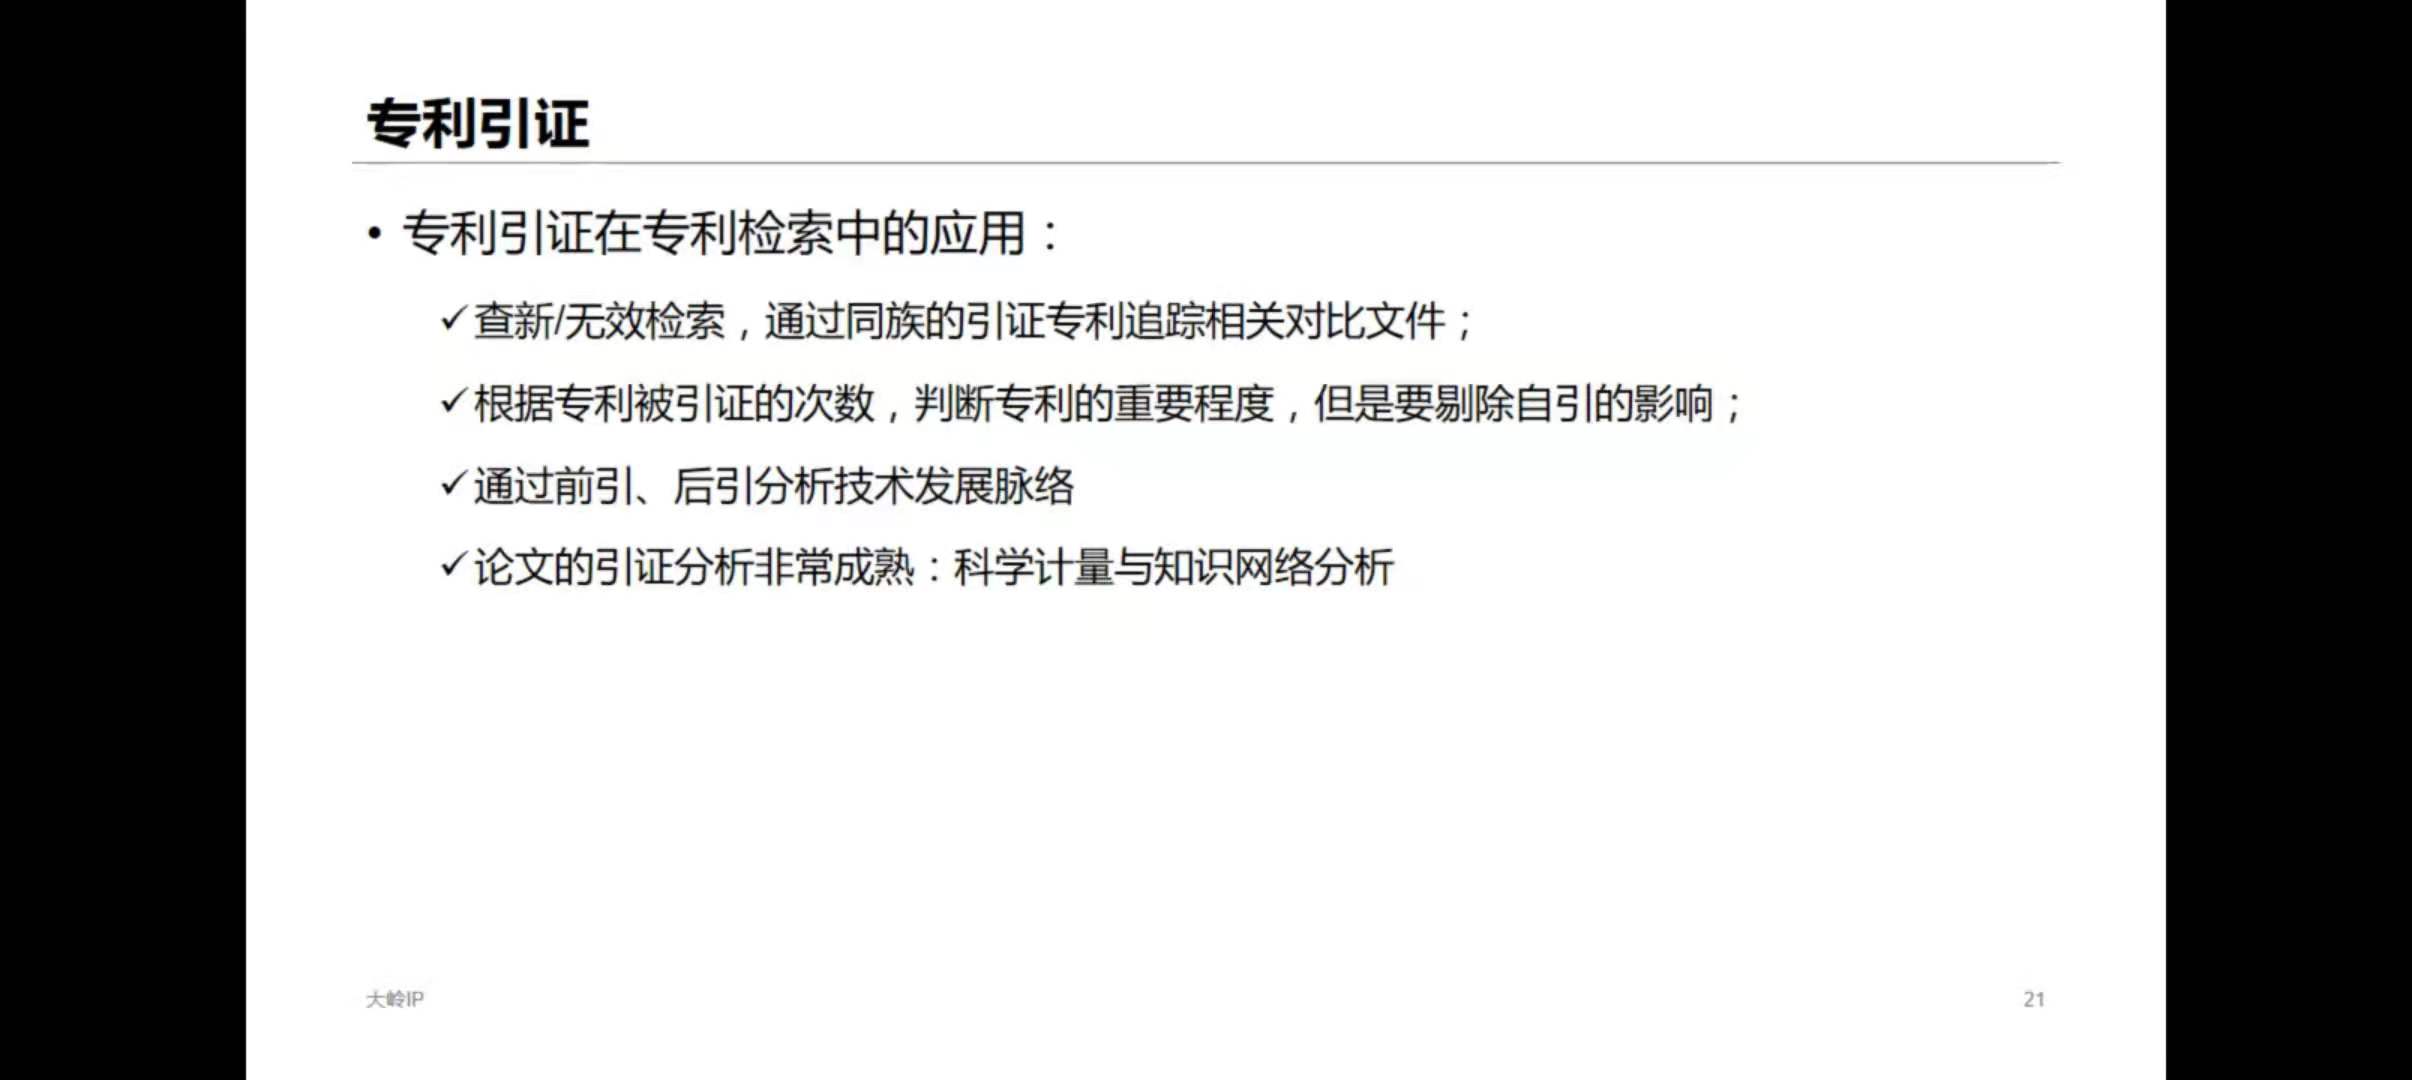 专利引证
• 专利引证在专利检索中的应用：
✓查新/无效检索，通过同族的引证专利追踪相关对比文件；
✓根据专利被引证的次数，判断专利的重要程度，但是要剔除自引的影响；
✓通过前引、后引分析技术发展脉络
✓论文的引证分析非常成熟：科学计量与知识网络分析
大岭IP
21